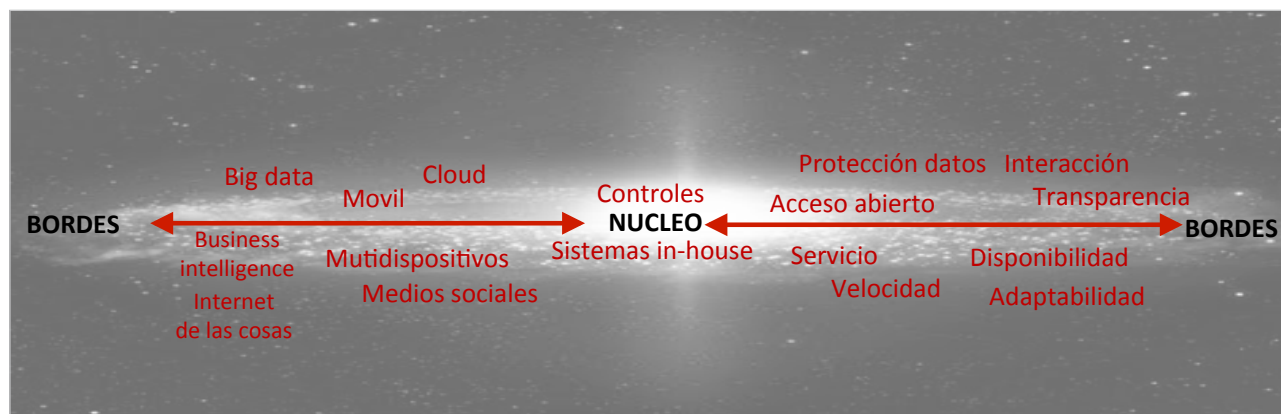 Big data
Cloud
Movil
BORDES
Business
intelligence
Internet
de las cosas
Mutidispositivos
Medios sociales
Controles
NUCLEO
Sistemas in-house
Protección datos
Interacción
Transparencia
Acceso abierto
BORDES
Servicio
Disponibilidad
Velocidad
Adaptabilidad